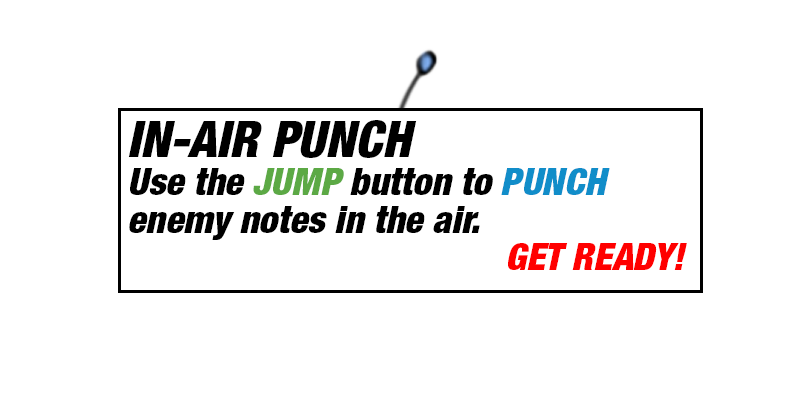 IN-AIR PUNCH
Use the JUMP button to PUNCH
enemy notes in the air.
GET READY!